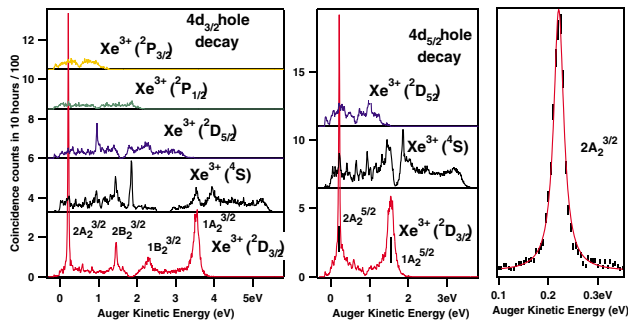 4d3/2hole
decay
Xe3+(2P3/2)
Xe3+(2P1/2)
Xe3+(2D5/2)
Xe3+(4S)
2A2 3/2
2B2 3/2
1B2 3/2
1A2 3/2
Xe3+(2D3/2)
Coincidence counts in 10 hours / 100
0
2
4
6
8
10
12
0
1
2
3
4
5eV
Auger Kinetic Energy (eV)
4d5/2hole
decay
Xe3+(2D52)
Xe3+(4S)
2A2 5/2
Xe3+(2D3/2)
1A2 5/2
0
5
10
15
0
1
2
3eV
Auger Kinetic Energy (eV)
2A2 3/2
0.1
0.2
0.3
Auger Kinetic Energy (eV)